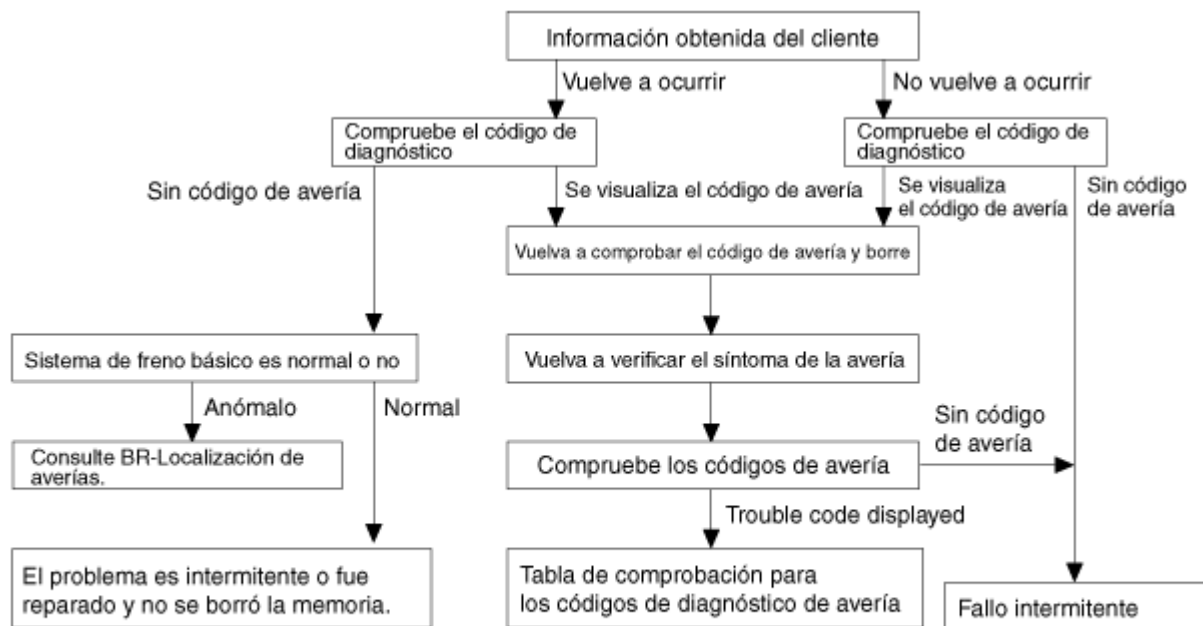 Información obtenida del cliente
Vuelve a ocurrir
No vuelve a ocurrir
Compruebe el código de
diagnóstico
Compruebe el código de
diagnóstico
Sin código de avería
Se visualiza el código de avería
Se visualiza
el código de avería
Sin código
de avería
Vuelva a comprobar el código de avería y borre
Sistema de freno básico es normal o no
Vuelva a verificar el síntoma de la avería
Anómalo
Normal
Sin código
de avería
Consulte BR-Localización de
averías.
Compruebe los códigos de avería
Trouble code displayed
El problema es intermitente o fue
reparado y no se borró la memoria.
Tabla de comprobación para
los códigos de diagnóstico de avería
Fallo intermitente